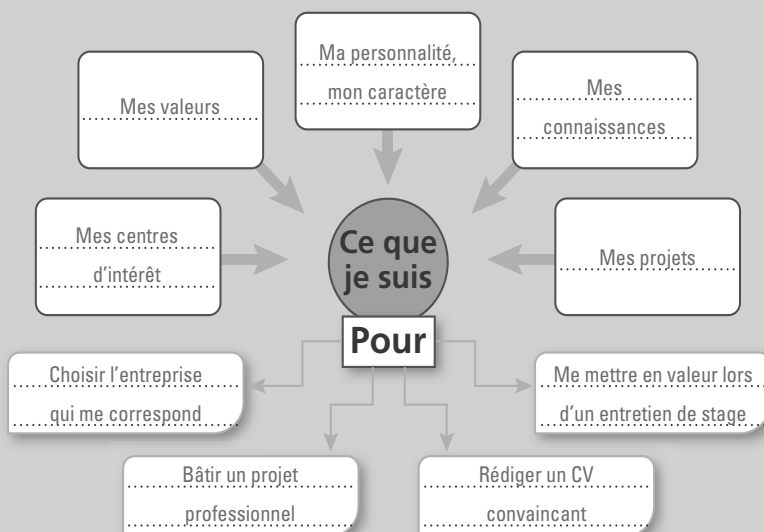 Ma personnalité,
mon caractère
Mes valeurs
Mes
connaissances
Mes centres
d'intérêt
Ce que
je suis
Mes projets
Pour
Choisir l'entreprise
qui me correspond
Me mettre en valeur lors
d'un entretien de stage
Bâtir un projet
professionnel
Rédiger un CV
convaincant